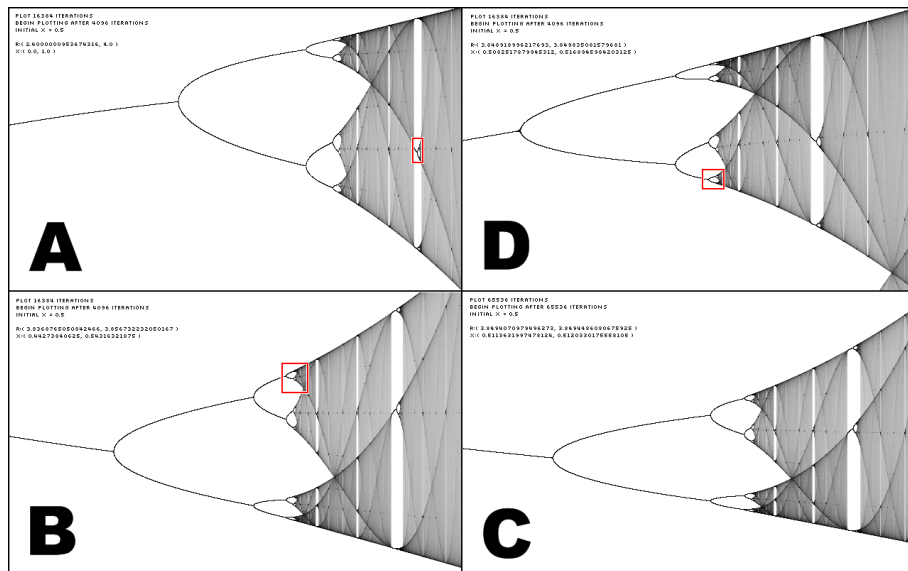 PLOT 16384 ITERATIONS
BEGIN PLOTTING AFTER 4096 ITERATIONS
INITIAL X = 0.5
R:( 2.4000000953674316, 4.0 )
X:( 0.0, 1.0 )
A
PLOT 16384 ITERATIONS
BEGIN PLOTTING AFTER 4096 ITERATIONS
INITIAL X = 0.5
D
PLOT 16384 ITERATIONS
BEGIN PLOTTING AFTER 4096 ITERATIONS
INITIAL X = 0.5
B
PLOT 65536 ITERATIONS
BEGIN PLOTTING AFTER 65536 ITERATIONS
INITIAL X = 0.5
C